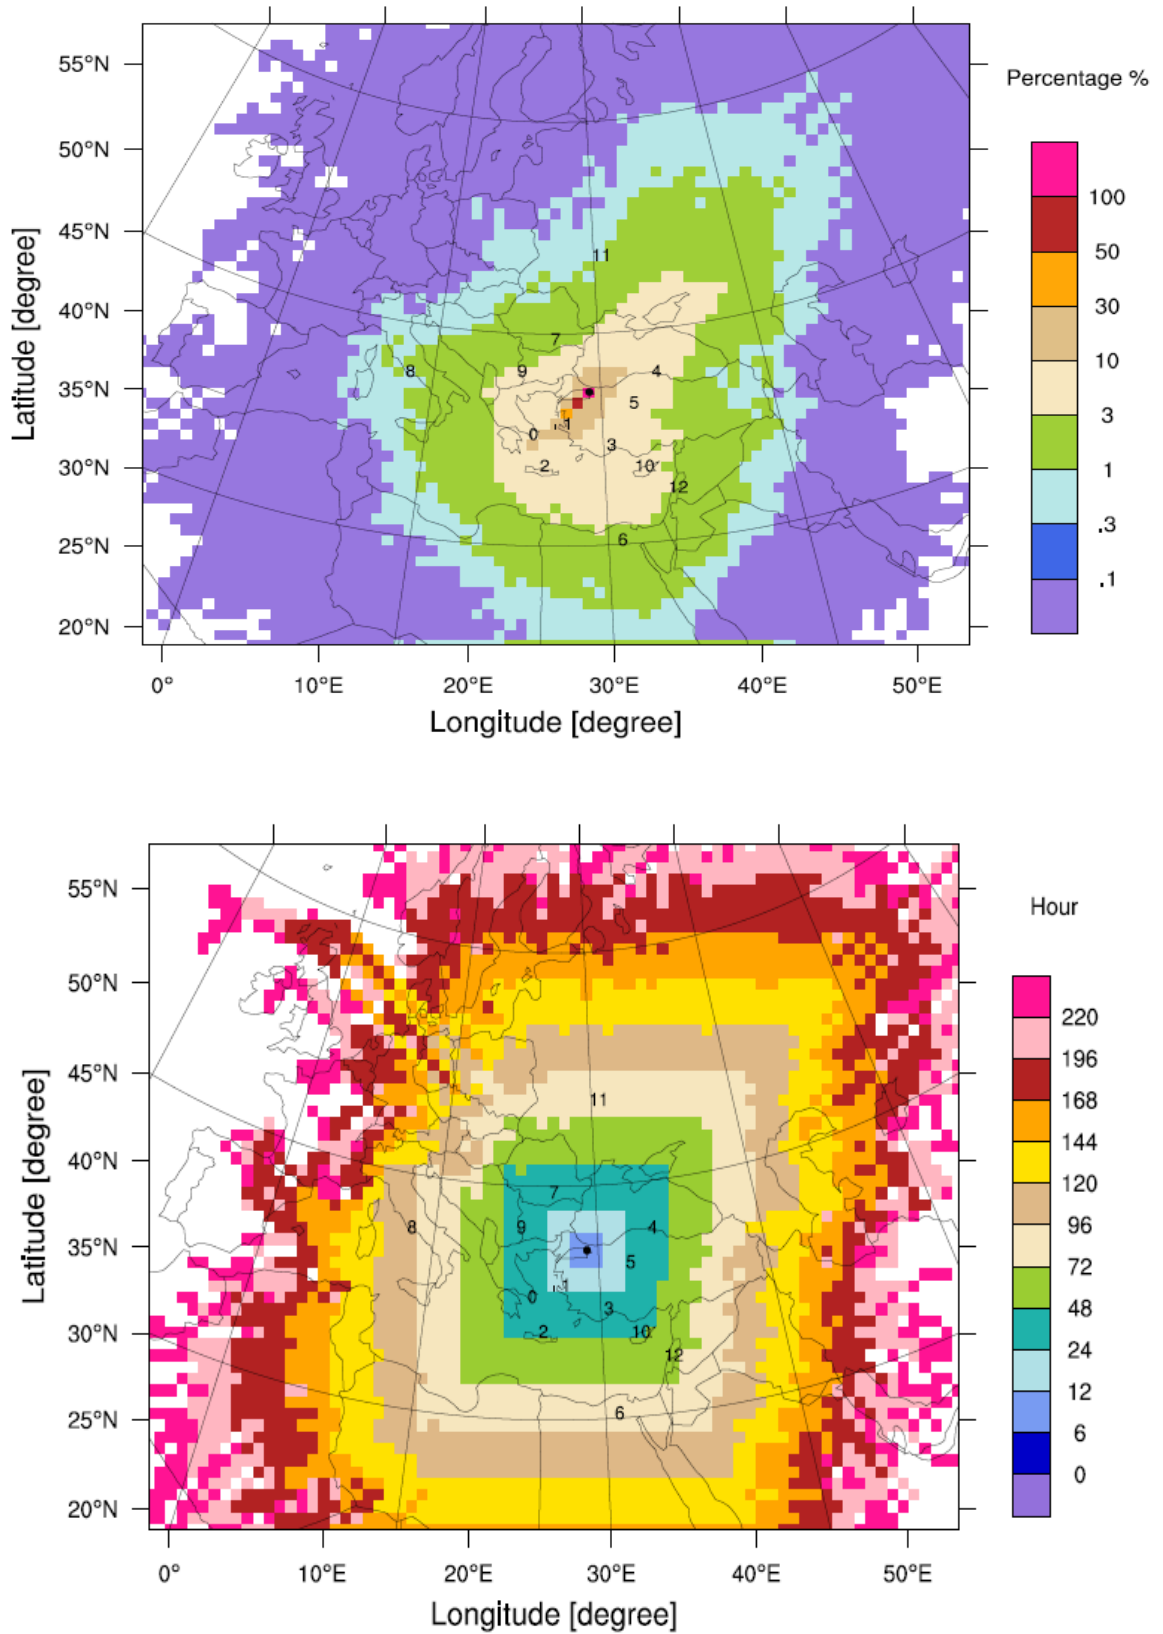 55°N
50°N
45°N
40°N
35°N
30°N
25°N
20°N
Latitude [degree]
0°
10°E
20°E
30°E
40°E
50°E
Longitude [degree]
Percentage %
100
50
30
10
3
1
.3
.1
11
7
8
9
4
5
1
0
3
2
10
12
6
55°N
50°N
45°N
40°N
35°N
30°N
25°N
20°N
Latitude [degree]
0°
10°E
20°E
30°E
40°E
50°E
Longitude [degree]
Hour
220
196
168
144
120
96
72
48
24
12
6
0
11
7
8
9
4
5
1
0
3
2
10
12
6